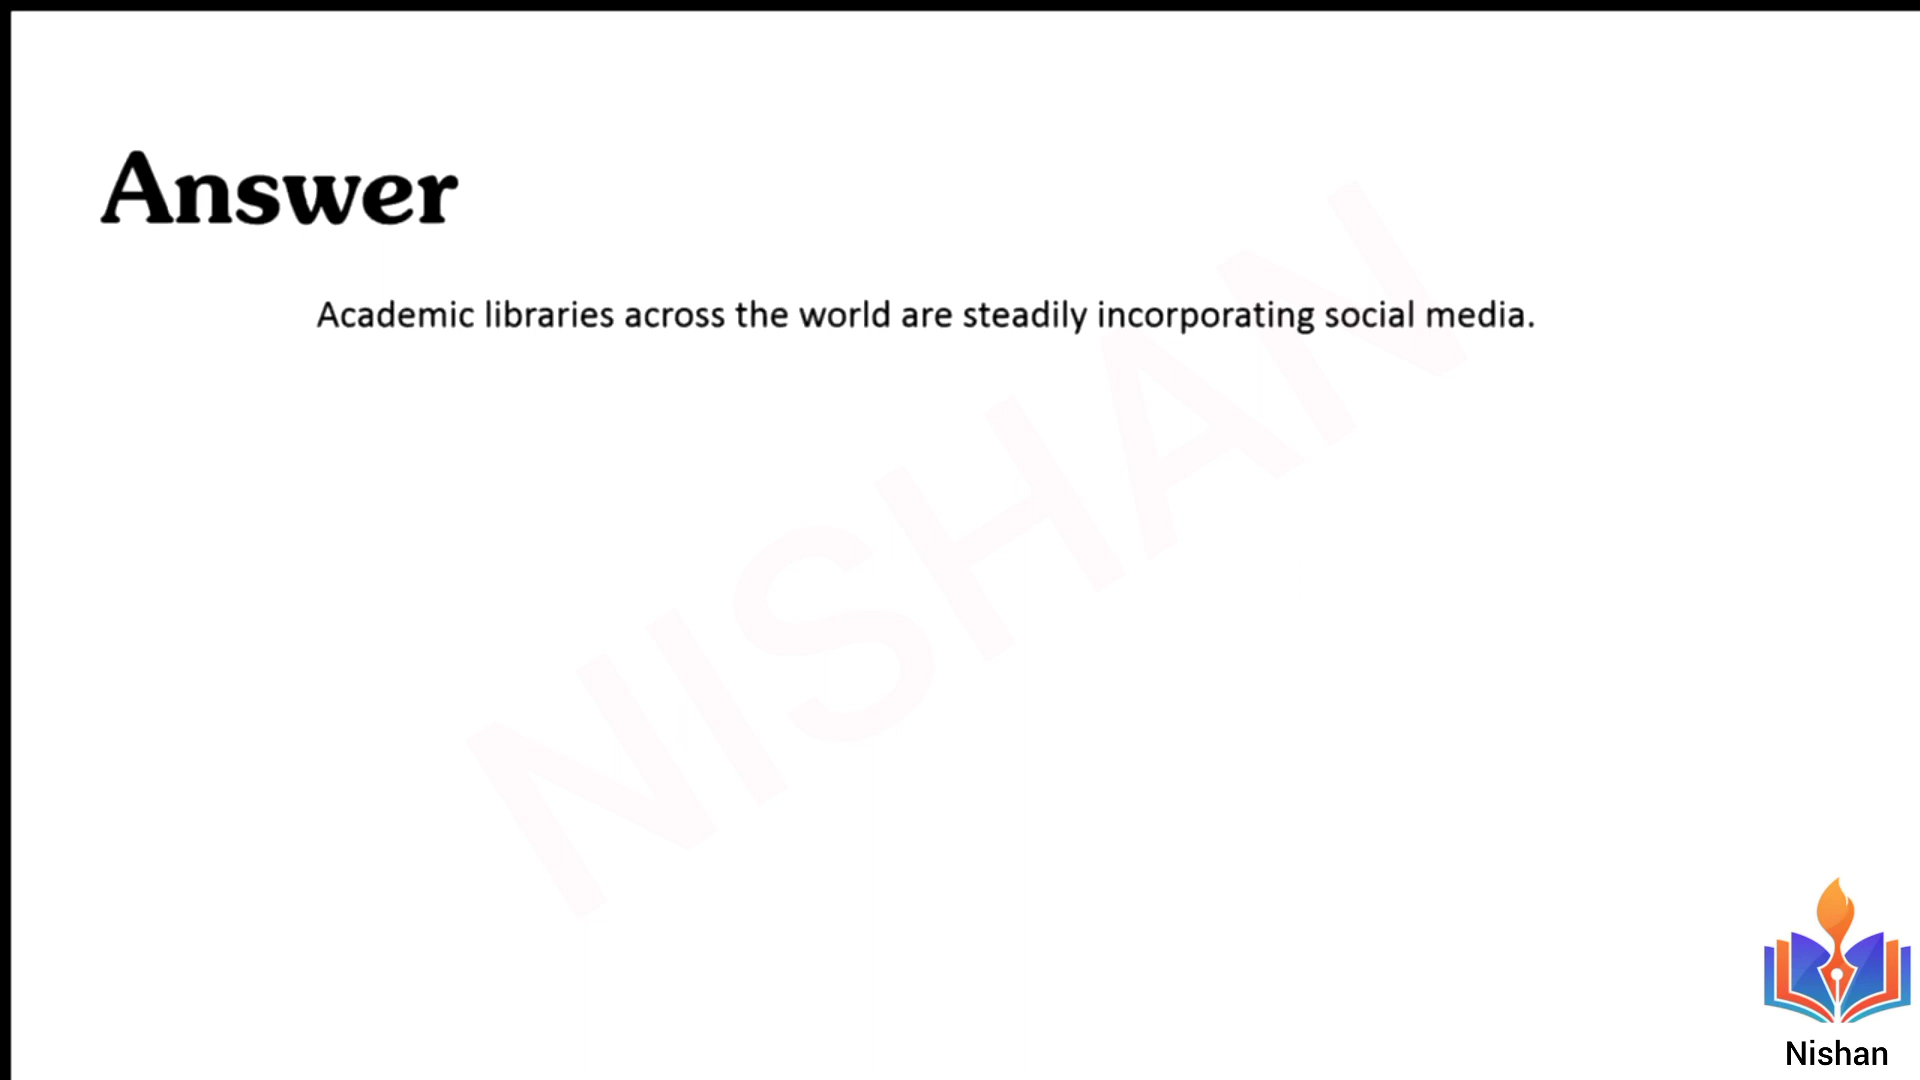 Answer
Academic libraries across the world are steadily incorporating social media.
NISHAN
Nishan